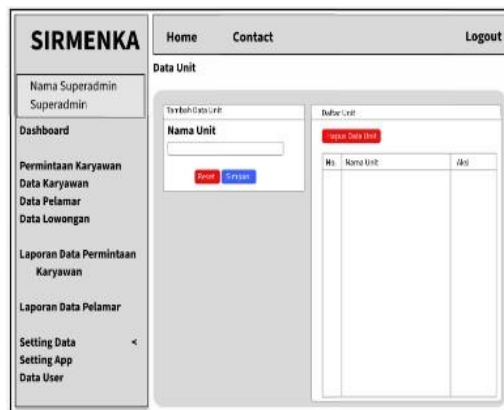 SIRMENKA
Nama Superadmin
Superadmin
Dashboard
Permintaan Karyawan
Data Karyawan
Data Pelamar
Data Lowongan
Laporan Data Permintaan
Karyawan
Laporan Data Pelamar
Setting Data <
Setting App
Data User
Home Contact Logout
Data Unit
Tambah Data Unit
Nama Unit
Reset Simpan
Daftar Unit
Hapus Data Unit
No. Nama Unit Aksi